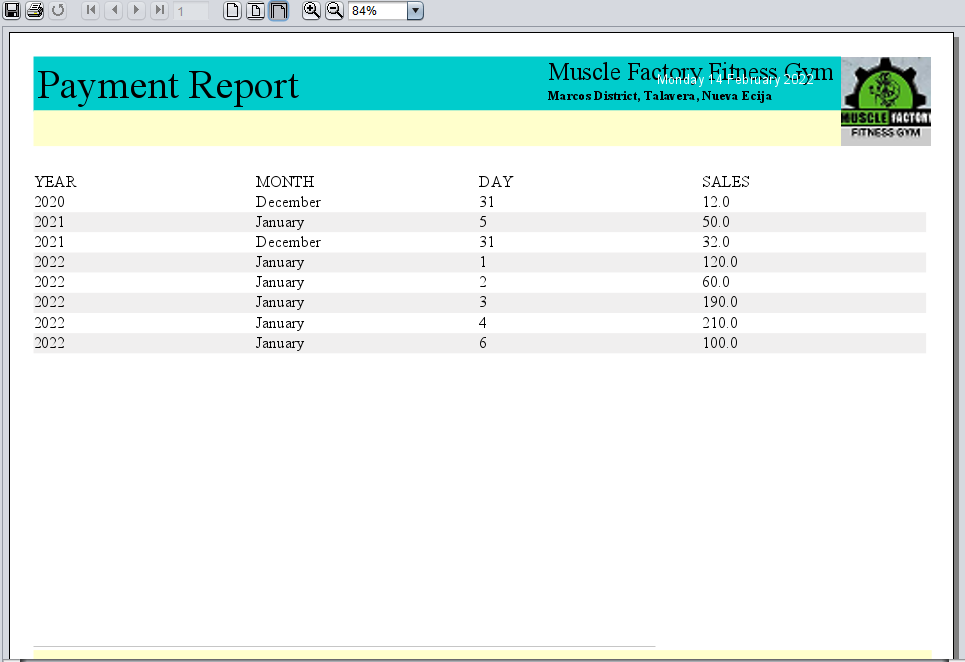 1 84%
Payment Report
Muscle Factory Fitness Gym
Monday 14 February 2022
Marcos District, Talavera, Nueva Ecija
MUSCLE FACTORY
FITNESS GYM
YEAR MONTH DAY SALES
2020 December 31 12.0
2021 January 5 50.0
2021 December 31 32.0
2022 January 1 120.0
2022 January 2 60.0
2022 January 3 190.0
2022 January 4 210.0
2022 January 6 100.0